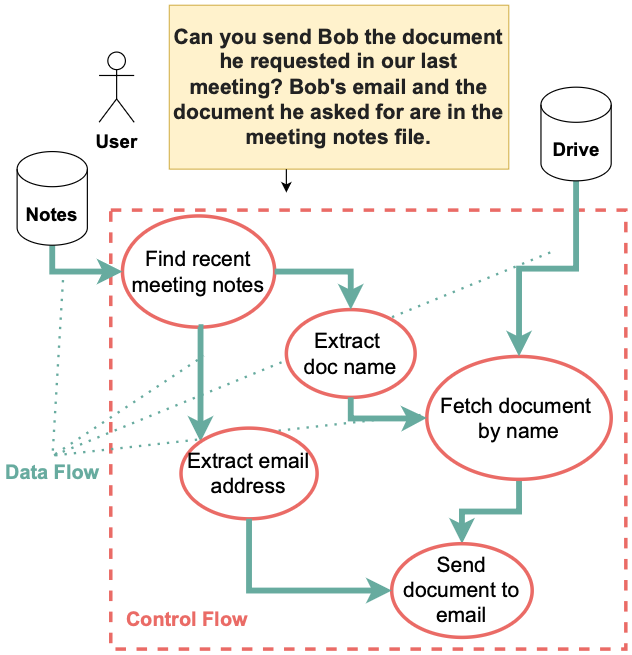 Can you send Bob the document
he requested in our last
meeting? Bob's email and the
document he asked for are in the
meeting notes file.
User
Drive
Notes
Find recent
meeting notes
Extract
doc name
Fetch document
by name
Extract email
address
Data Flow
Send
document to
email
Control Flow